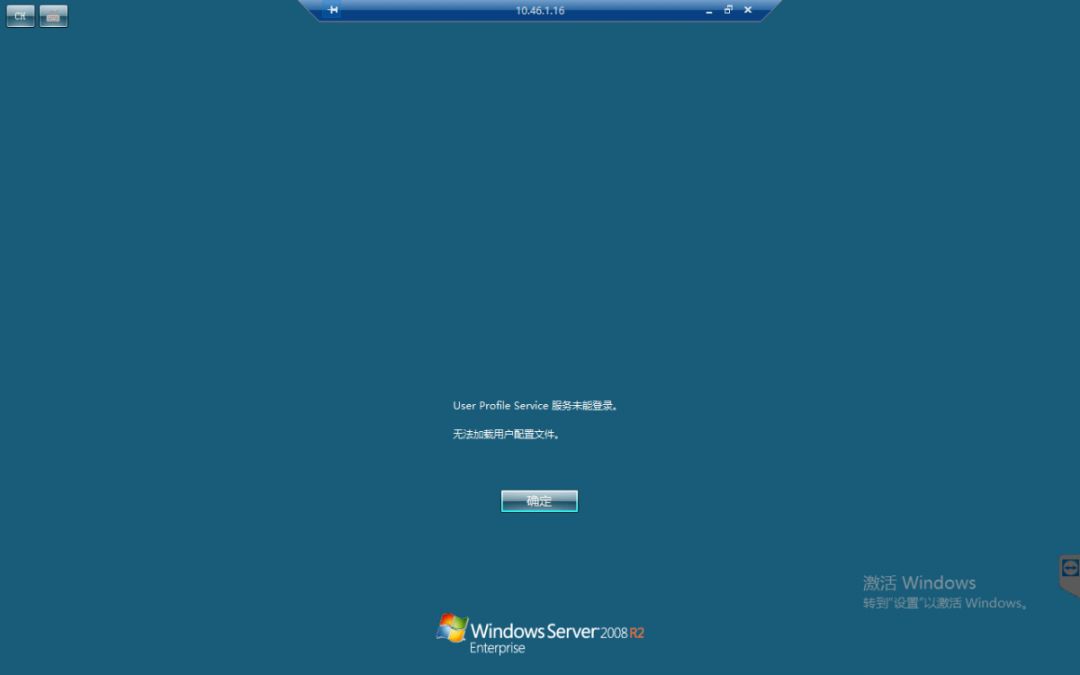 CH
10.46.1.16
User Profile Service 服务未能登录。
无法加载用户配置文件。
确定
激活 Windows
转到"设置"以激活 Windows。
Windows Server 2008 R2
Enterprise